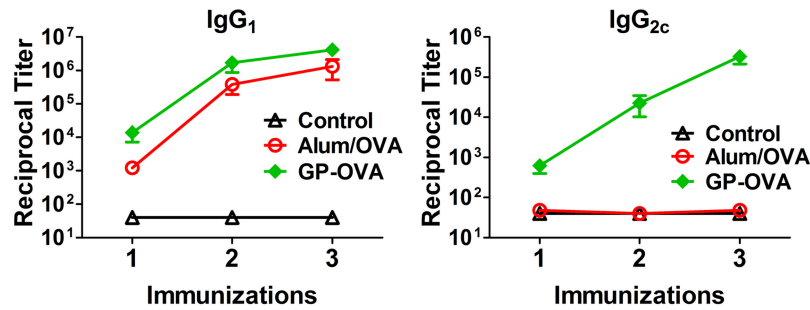 IgG1
Reciprocal Titer
10^7
10^6
10^5
10^4
10^3
10^2
10^1
Control
Alum/OVA
GP-OVA
1 2 3
Immunizations
IgG2c
Reciprocal Titer
10^6
10^5
10^4
10^3
10^2
10^1
Control
Alum/OVA
GP-OVA
1 2 3
Immunizations